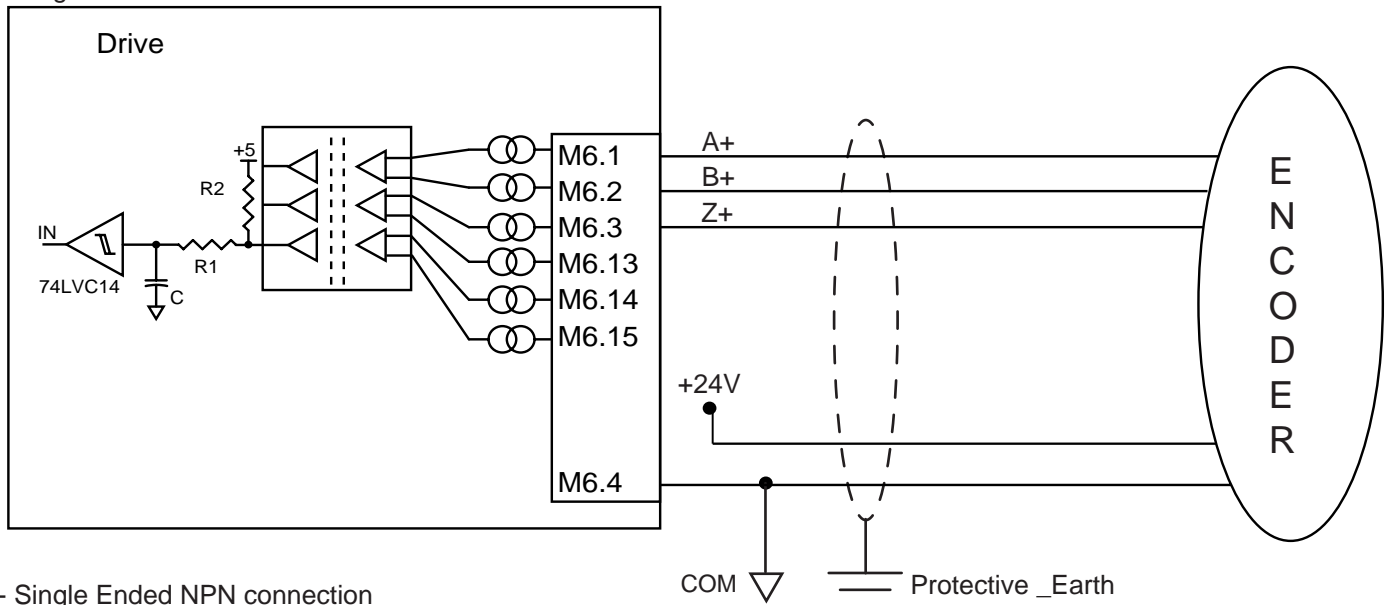 Drive
+5
R2
IN
R1
74LVC14
C
M6.1
M6.2
M6.3
M6.13
M6.14
M6.15
M6.4
A+
B+
Z+
+24V
COM
Protective _Earth
E
N
C
O
D
E
R
- Single Ended NPN connection